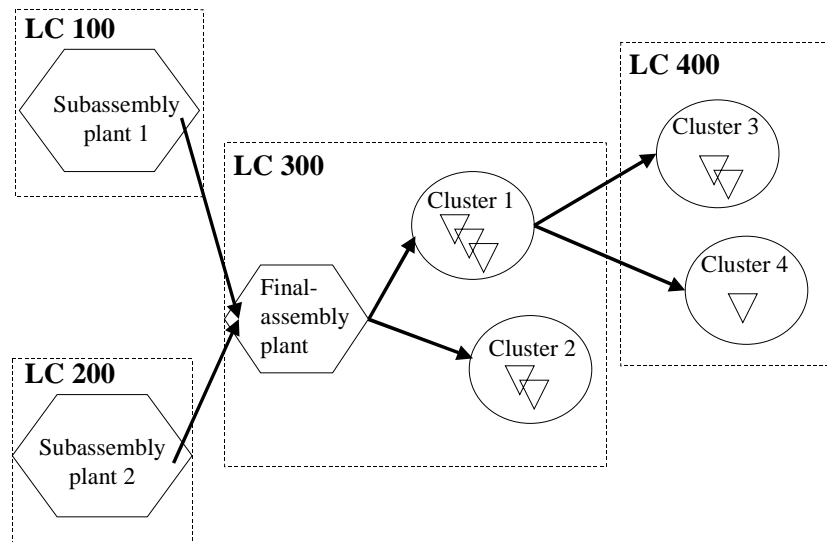 LC 100
Subassembly
plant 1
LC 200
Subassembly
plant 2
LC 300
Final-
assembly
plant
Cluster 1
Cluster 2
LC 400
Cluster 3
Cluster 4